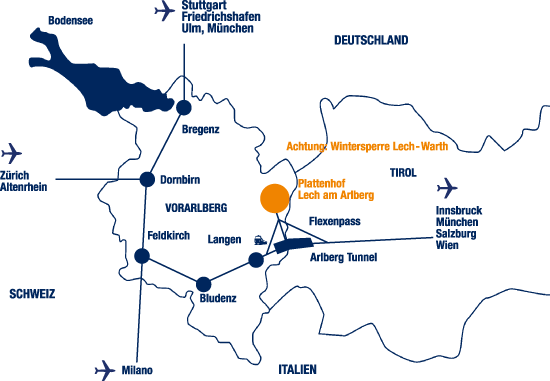 Stuttgart
Friedrichshafen
Ulm, München
Bodensee
DEUTSCHLAND
Bregenz
Achtung Wintersperre Lech-Warth
Zürich
Altenrhein
Dornbirn
Plattenhof
Lech am Arlberg
TIROL
VORARLBERG
Flexenpass
Innsbruck
München
Salzburg
Wien
Feldkirch
Langen
Arlberg Tunnel
Bludenz
SCHWEIZ
Milano
ITALIEN